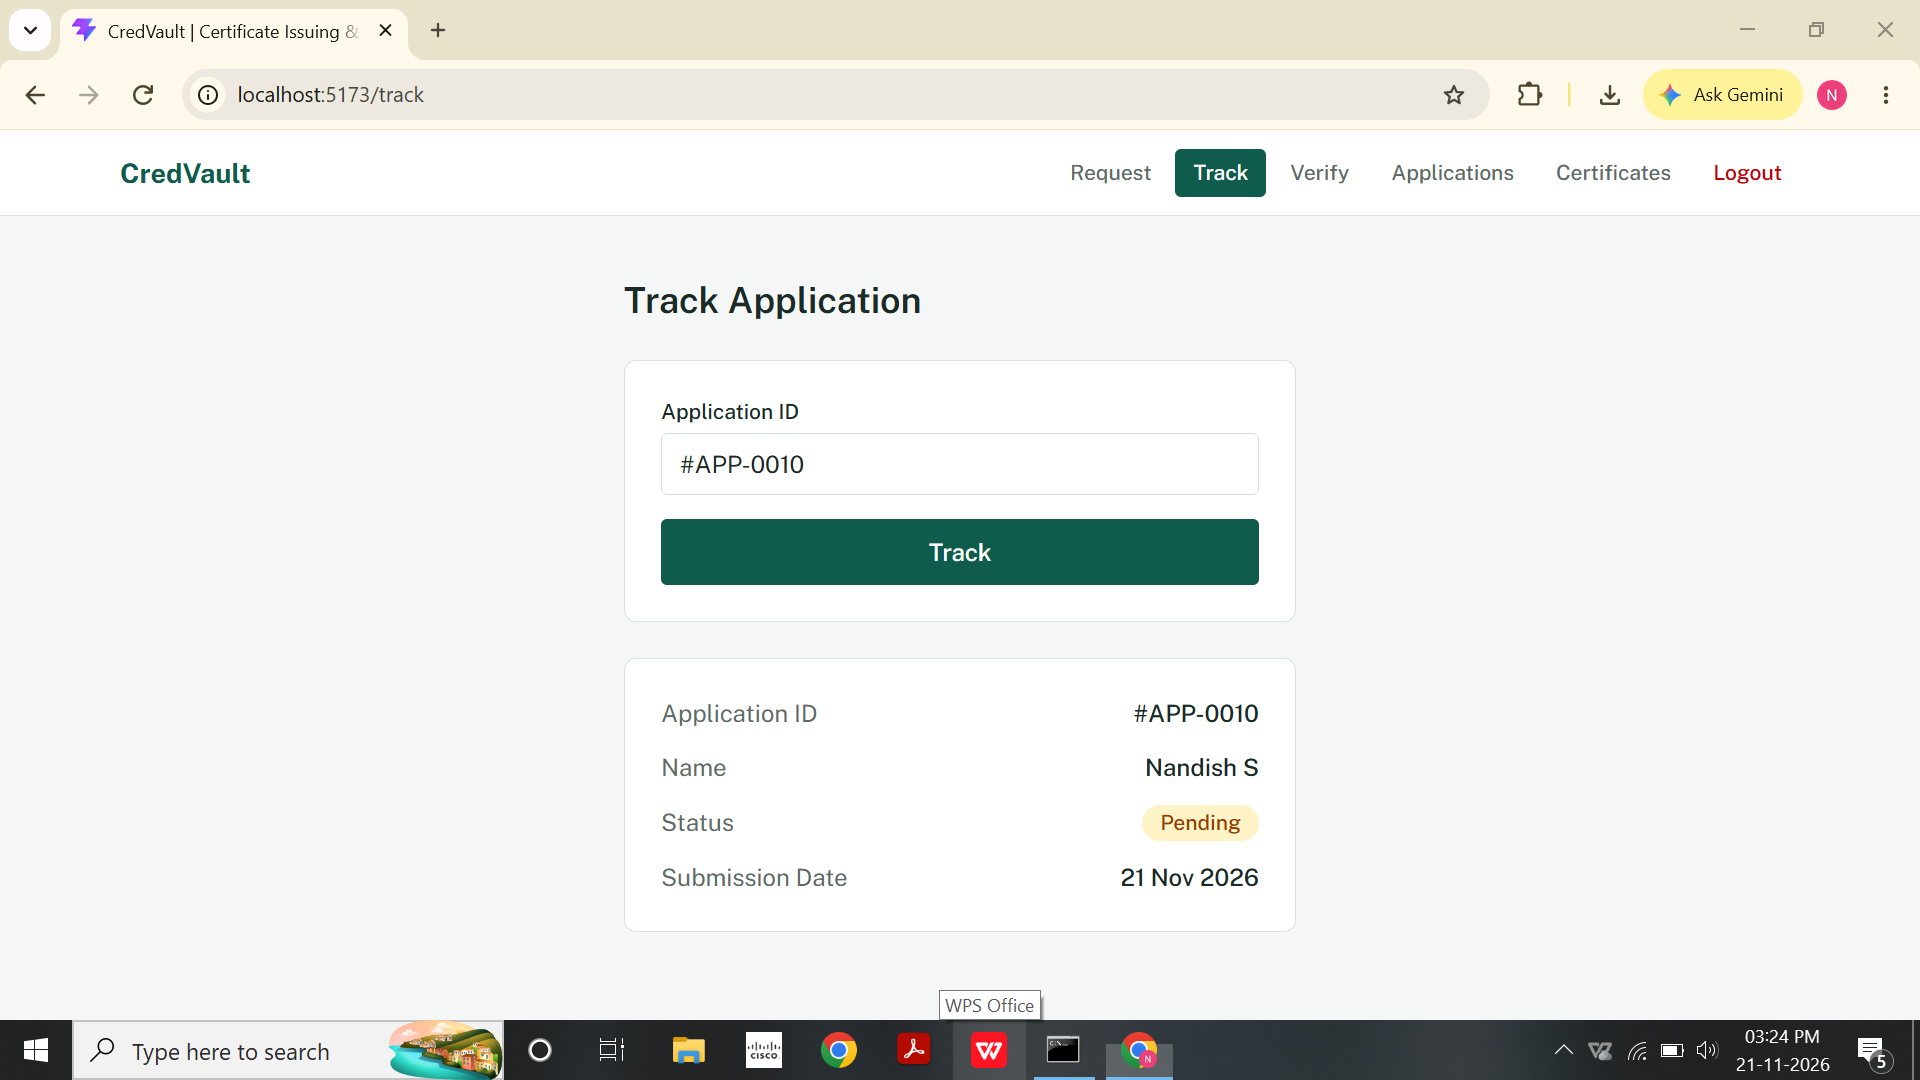 CredVault | Certificate Issuing &
localhost:5173/track
Ask Gemini
N
CredVault
Request
Track
Verify
Applications
Certificates
Logout
Track Application
Application ID
#APP-0010
Track
Application ID #APP-0010
Name Nandish S
Status Pending
Submission Date 21 Nov 2026
WPS Office
Type here to search
CISCO
W
C:\
N
03:24 PM
21-11-2026
5